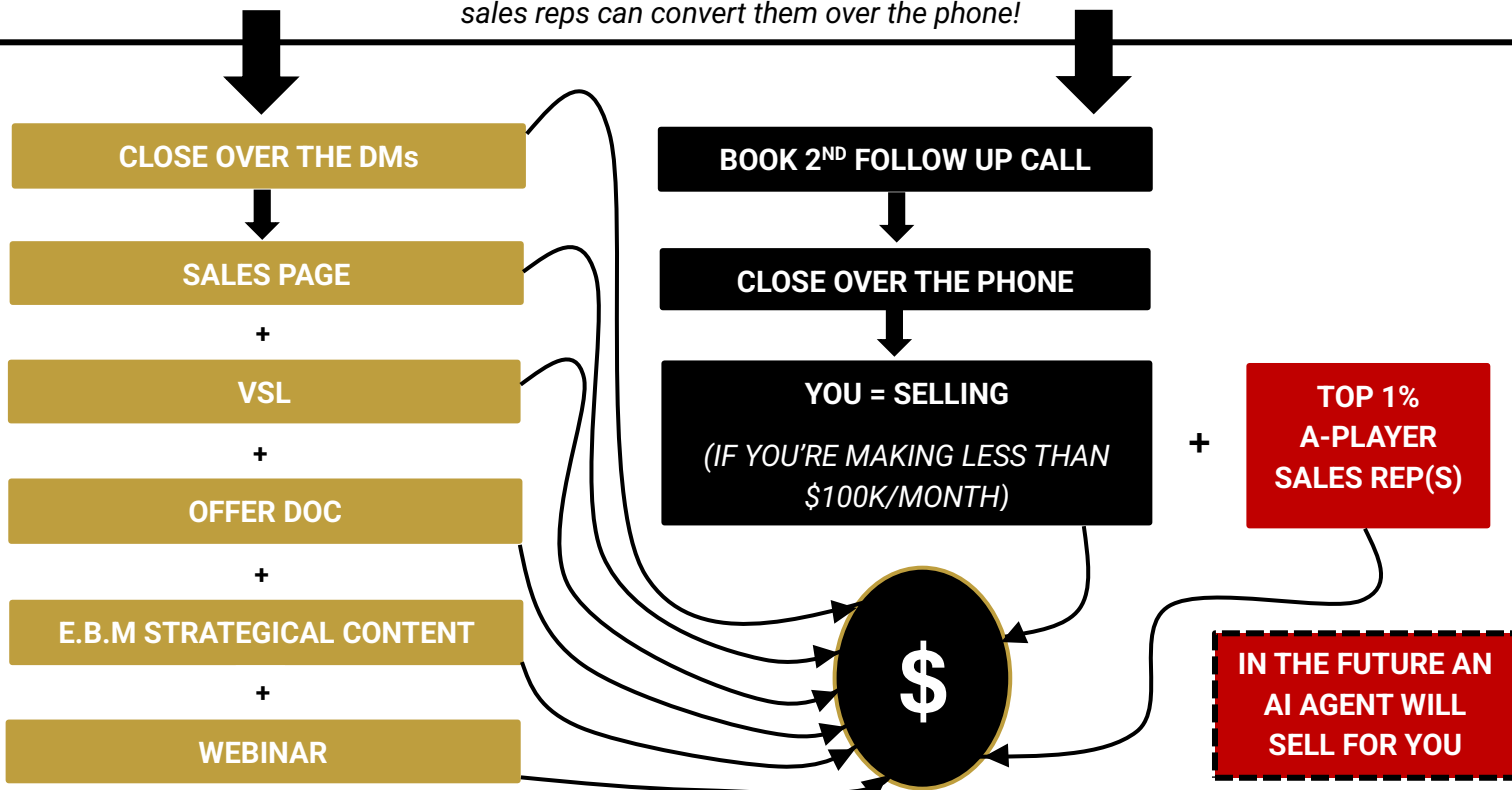 sales reps can convert them over the phone!
CLOSE OVER THE DMs
SALES PAGE
+
VSL
+
OFFER DOC
+
E.B.M STRATEGICAL CONTENT
+
WEBINAR
BOOK 2ND FOLLOW UP CALL
CLOSE OVER THE PHONE
YOU = SELLING
(IF YOU’RE MAKING LESS THAN
$100K/MONTH)
+
TOP 1%
A-PLAYER
SALES REP(S)
$
IN THE FUTURE AN
AI AGENT WILL
SELL FOR YOU